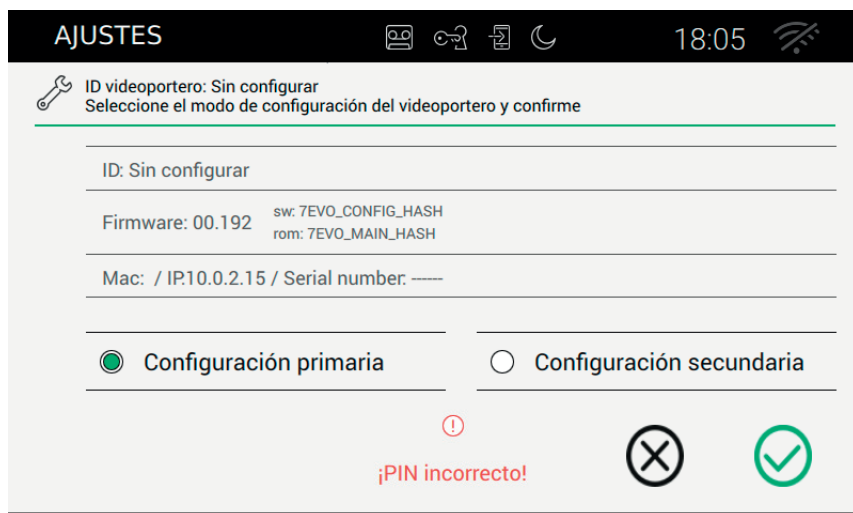 AJUSTES 18:05
ID videoportero: Sin configurar
Seleccione el modo de configuración del videoportero y confirme
ID: Sin configurar
Firmware: 00.192 sw: 7EVO_CONFIG_HASH
rom: 7EVO_MAIN_HASH
Mac: / IP.10.0.2.15 / Serial number: ------
Configuración primaria Configuración secundaria
¡PIN incorrecto!